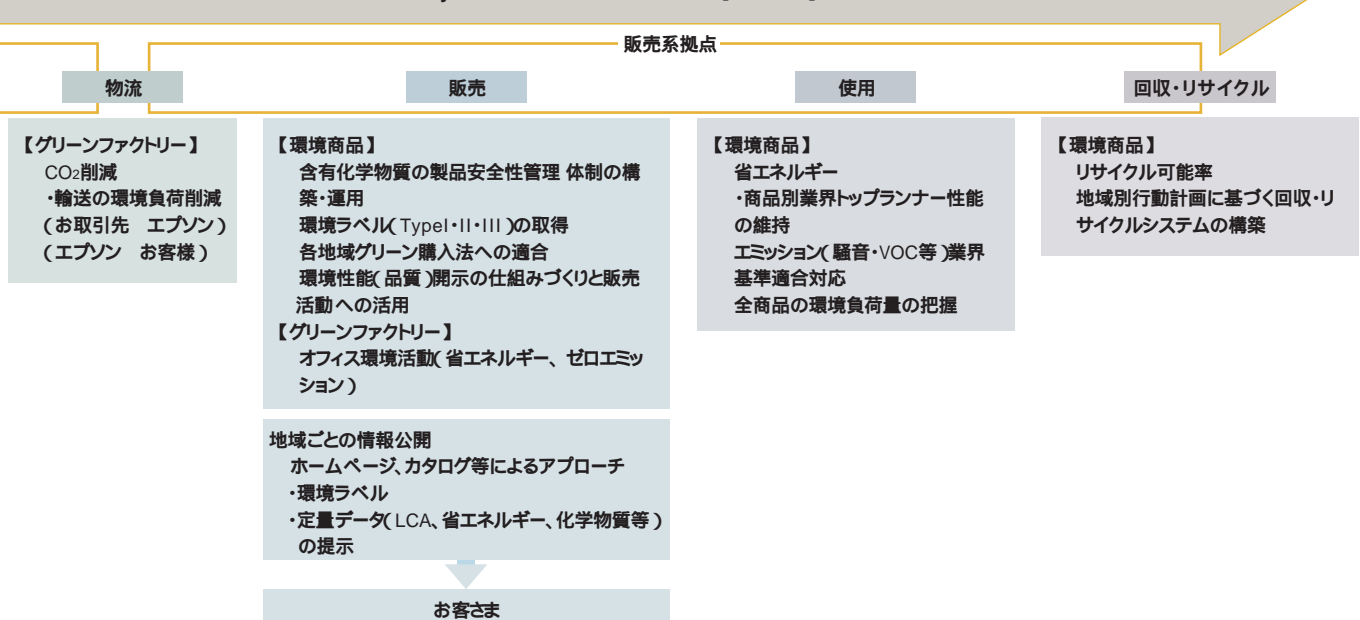 販売系拠点
物流
販売
使用
回収・リサイクル
【グリーンファクトリー】
CO2削減
・輸送の環境負荷削減
(お取引先 エプソン)
(エプソン お客様)
【環境商品】
含有化学物質の製品安全性管理 体制の構
築・運用
環境ラベル(TypeI・II・III)の取得
各地域グリーン購入法への適合
環境性能(品質)開示の仕組みづくりと販売
活動への活用
【グリーンファクトリー】
オフィス環境活動(省エネルギー、ゼロエミッ
ション)
地域ごとの情報公開
ホームページ、カタログ等によるアプローチ
・環境ラベル
・定量データ(LCA、省エネルギー、化学物質等)
の提示
お客さま
【環境商品】
省エネルギー
・商品別業界トップランナー性能
の維持
エミッション(騒音・VOC等)業界
基準適合対応
全商品の環境負荷量の把握
【環境商品】
リサイクル可能率
地域別行動計画に基づく回収・リ
サイクルシステムの構築